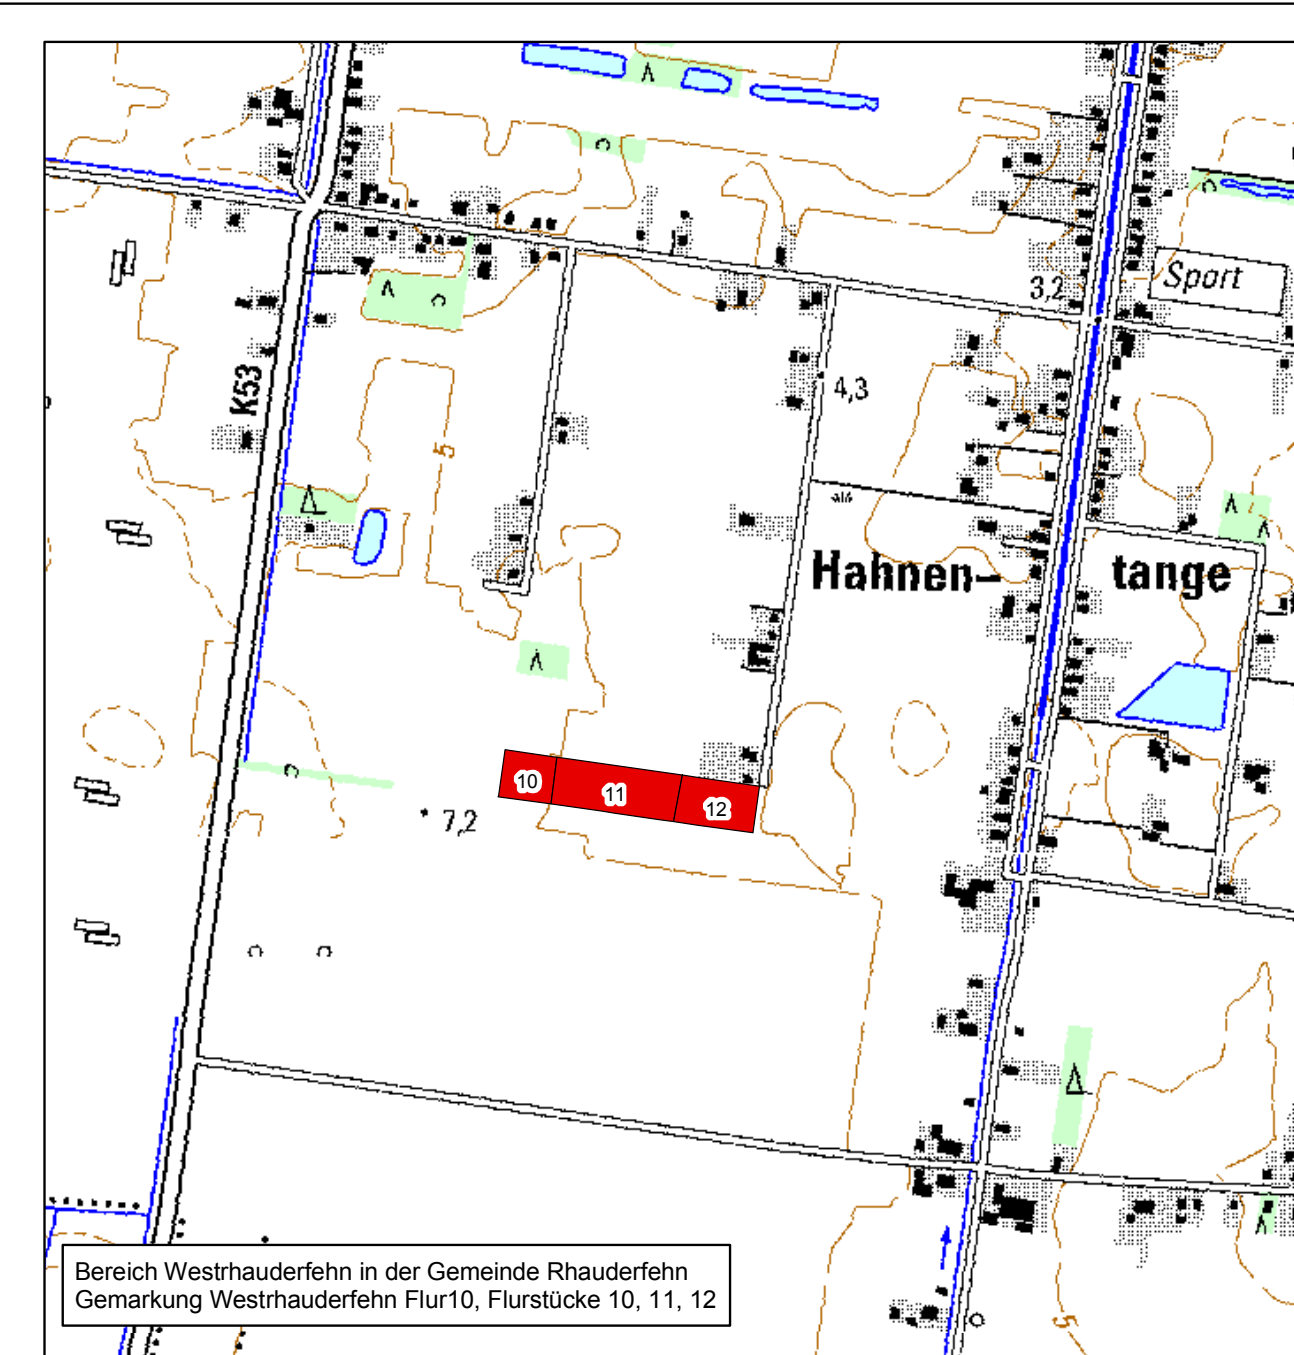 Sport
3,2
K53
4,3
5
Hahnen-
tange
10
11
12
7,2
Bereich Westrhauderfehn in der Gemeinde Rhauderfehn
Gemarkung Westrhauderfehn Flur10, Flurstücke 10, 11, 12
5